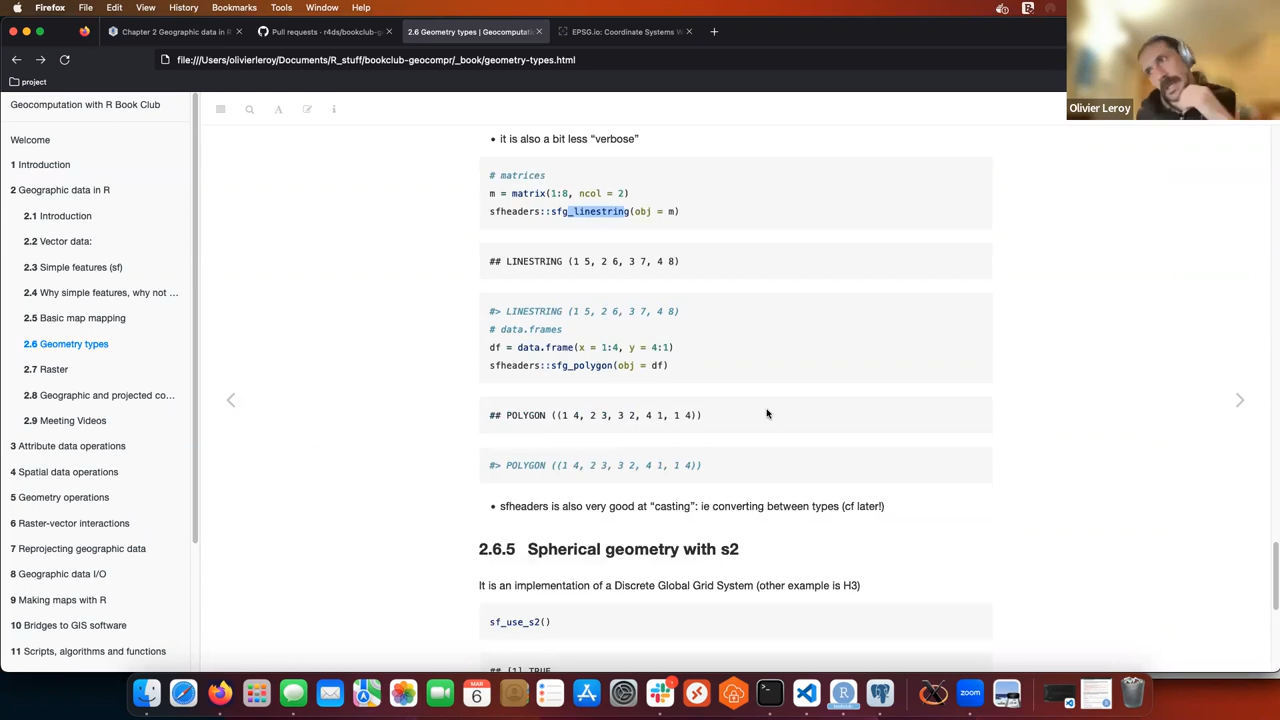 Firefox File Edit View History Bookmarks Tools Window Help
Chapter 2 Geographic data in R
Pull requests · r4ds/bookclub-g
2.6 Geometry types | Geocomputat
EPSG.io: Coordinate Systems W
file:///Users/olivierleroy/Documents/R_stuff/bookclub-geocompr/_book/geometry-types.html
project
Olivier Leroy
Geocomputation with R Book Club
Welcome
1 Introduction
2 Geographic data in R
2.1 Introduction
2.2 Vector data:
2.3 Simple features (sf)
2.4 Why simple features, why not ...
2.5 Basic map mapping
2.6 Geometry types
2.7 Raster
2.8 Geographic and projected co...
2.9 Meeting Videos
3 Attribute data operations
4 Spatial data operations
5 Geometry operations
6 Raster-vector interactions
7 Reprojecting geographic data
8 Geographic data I/O
9 Making maps with R
10 Bridges to GIS software
11 Scripts, algorithms and functions
• it is also a bit less “verbose”
# matrices
m = matrix(1:8, ncol = 2)
sfheaders::sfg_linestring(obj = m)
## LINESTRING (1 5, 2 6, 3 7, 4 8)
#> LINESTRING (1 5, 2 6, 3 7, 4 8)
# data.frames
df = data.frame(x = 1:4, y = 4:1)
sfheaders::sfg_polygon(obj = df)
## POLYGON ((1 4, 2 3, 3 2, 4 1, 1 4))
#> POLYGON ((1 4, 2 3, 3 2, 4 1, 1 4))
• sfheaders is also very good at “casting”: ie converting between types (cf later!)
2.6.5 Spherical geometry with s2
It is an implementation of a Discrete Global Grid System (other example is H3)
sf_use_s2()
## [1] TRUE
MAR
6
zoom